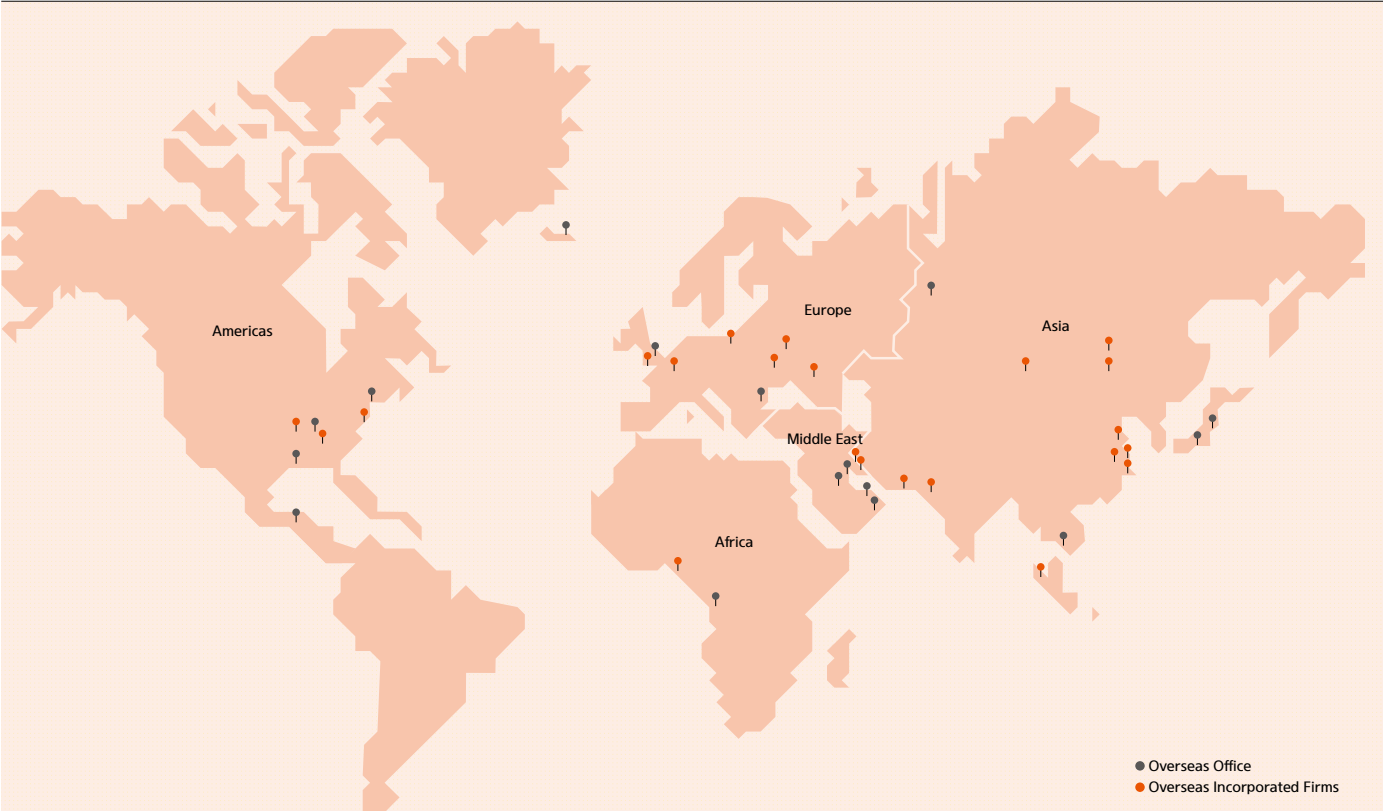 Europe
Asia
Americas
Middle East
Africa
Overseas Office
Overseas Incorporated Firms